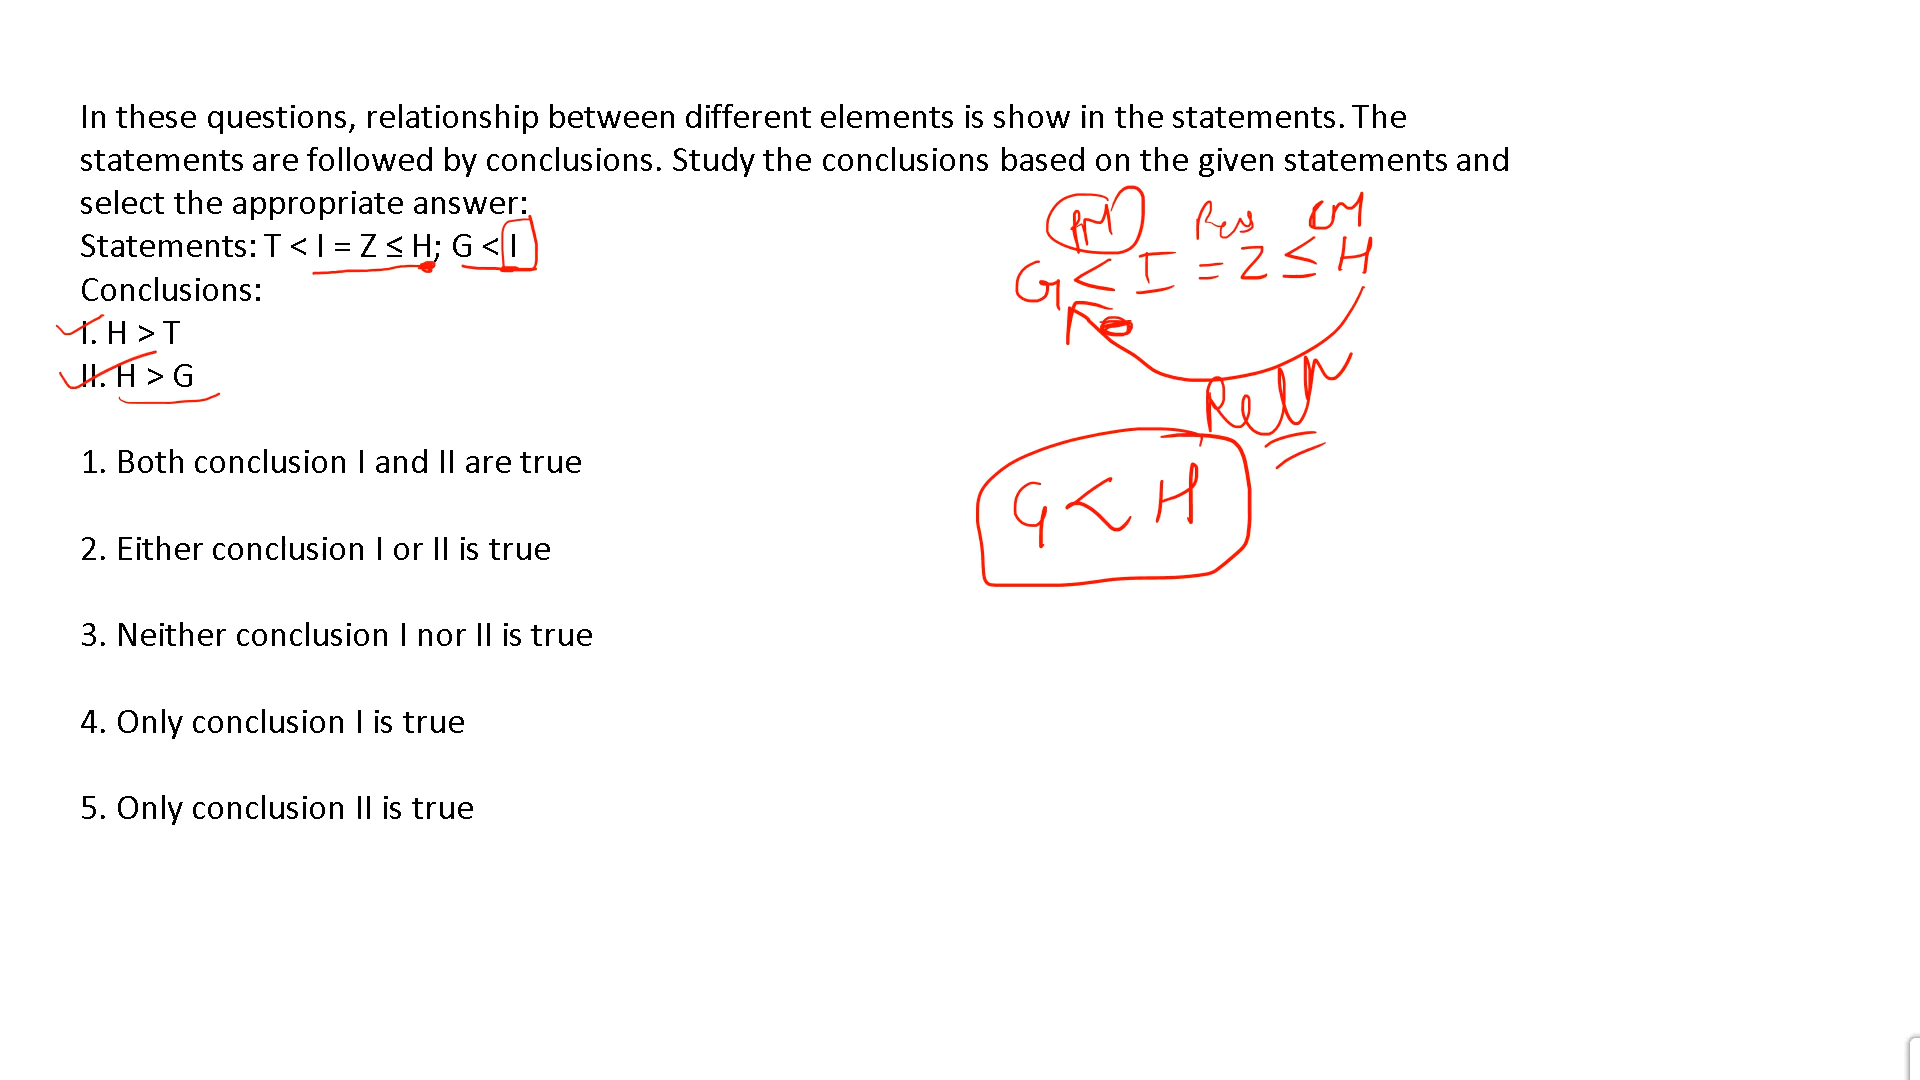 In these questions, relationship between different elements is show in the statements. The
statements are followed by conclusions. Study the conclusions based on the given statements and
select the appropriate answer:
Statements: T < I = Z ≤ H; G < I
Conclusions:
I. H > T
II. H > G
1. Both conclusion I and II are true
2. Either conclusion I or II is true
3. Neither conclusion I nor II is true
4. Only conclusion I is true
5. Only conclusion II is true
G < I = Z ≤ H
G < H